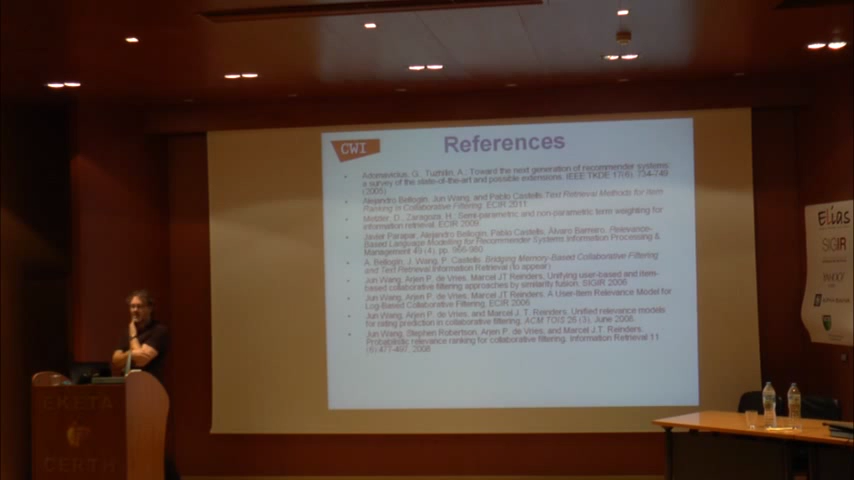 CWI
References
Adomavicius, G., Tuzhilin, A.: Toward the next generation of recommender systems:
a survey of the state-of-the-art and possible extensions. IEEE TKDE 17(6), 734-749
(2005)
Alejandro Bellogin, Jun Wang, and Pablo Castells. Text Retrieval Methods for Item
Ranking in Collaborative Filtering. ECIR 2011.
Metzler, D., Zaragoza, H.: Semi-parametric and non-parametric term weighting for
information retrieval. ECIR 2009.
Javier Parapar, Alejandro Bellogin, Pablo Castells, Álvaro Barreiro. Relevance-
Based Language Modelling for Recommender Systems Information Processing &
Management 49 (4), pp. 966-980.
A. Bellogin, J. Wang, P. Castells. Bridging Memory-Based Collaborative Filtering
and Text Retrieval. Information Retrieval (to appear)
Jun Wang, Arjen P. de Vries, Marcel JT Reinders, Unifying user-based and item-
based collaborative filtering approaches by similarity fusion, SIGIR 2006
Jun Wang, Arjen P. de Vries, Marcel JT Reinders, A User-Item Relevance Model for
Log-Based Collaborative Filtering, ECIR 2006
Jun Wang, Arjen P. de Vries, and Marcel J. T. Reinders. Unified relevance models
for rating prediction in collaborative filtering. ACM TOIS 26 (3), June 2008.
Jun Wang, Stephen Robertson, Arjen P. de Vries, and Marcel J.T. Reinders.
Probabilistic relevance ranking for collaborative filtering. Information Retrieval 11
(6):477-497, 2008
Elias
SIGIR
YAHOO!
EKETA
CERTH